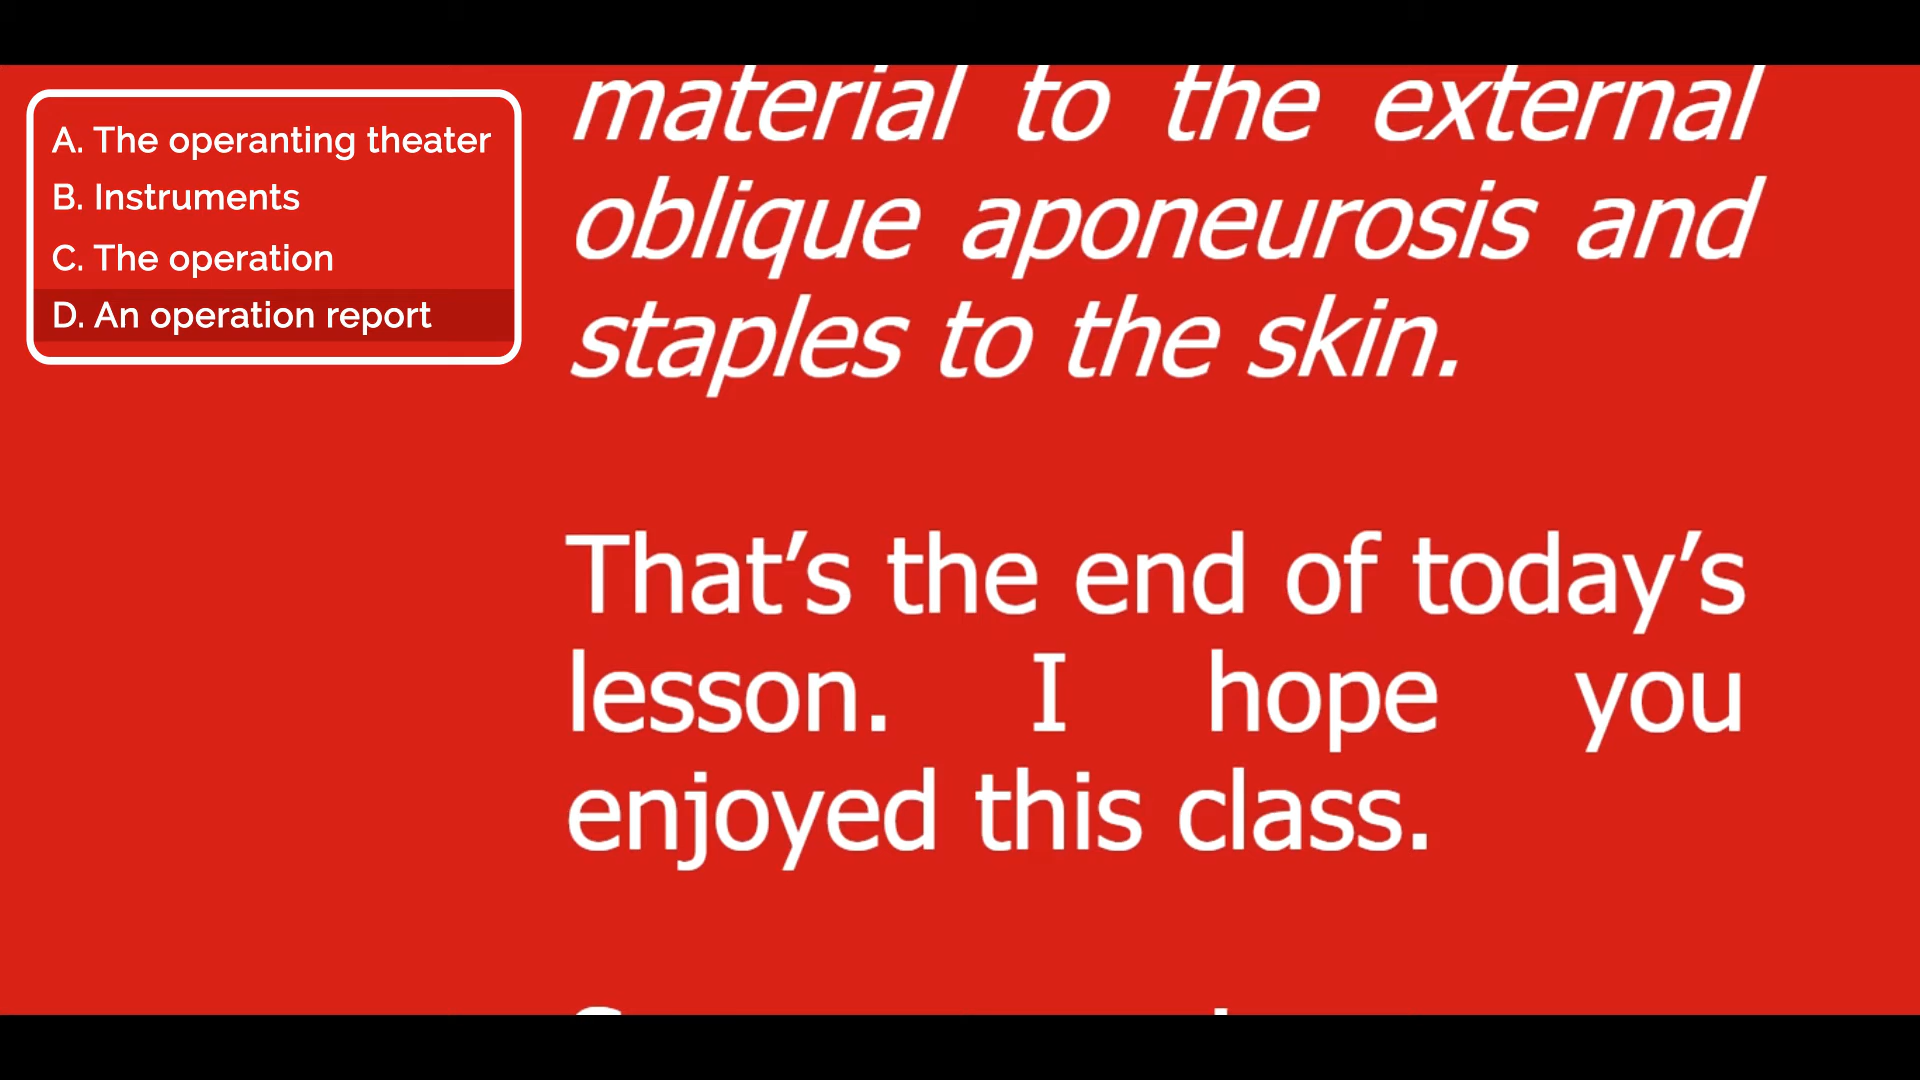 A. The operanting theater
B. Instruments
C. The operation
D. An operation report
material to the external
oblique aponeurosis and
staples to the skin.
That’s the end of today’s
lesson. I hope you
enjoyed this class.